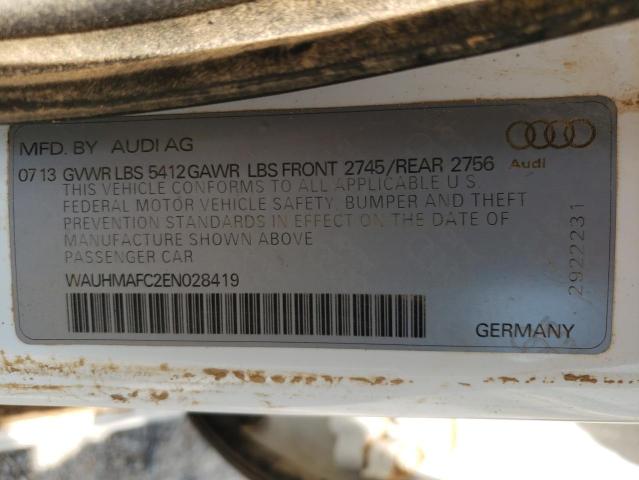 MFD. BY AUDI AG
07 13 GVWR LBS 5412 GAWR LBS FRONT 2745/REAR 2756
Audi
THIS VEHICLE CONFORMS TO ALL APPLICABLE U S.
FEDERAL MOTOR VEHICLE SAFETY, BUMPER AND THEFT
PREVENTION STANDARDS IN EFFECT ON THE DATE OF
MANUFACTURE SHOWN ABOVE.
PASSENGER CAR
WAUHMAFC2EN028419
2922231
GERMANY